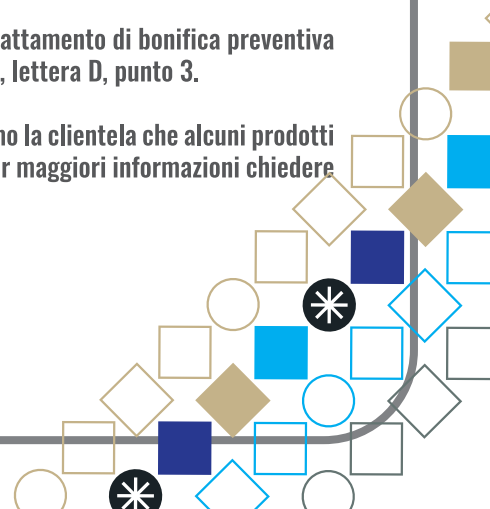 attamento di bonifica preventiva
, lettera D, punto 3.
no la clientela che alcuni prodotti
r maggiori informazioni chiedere